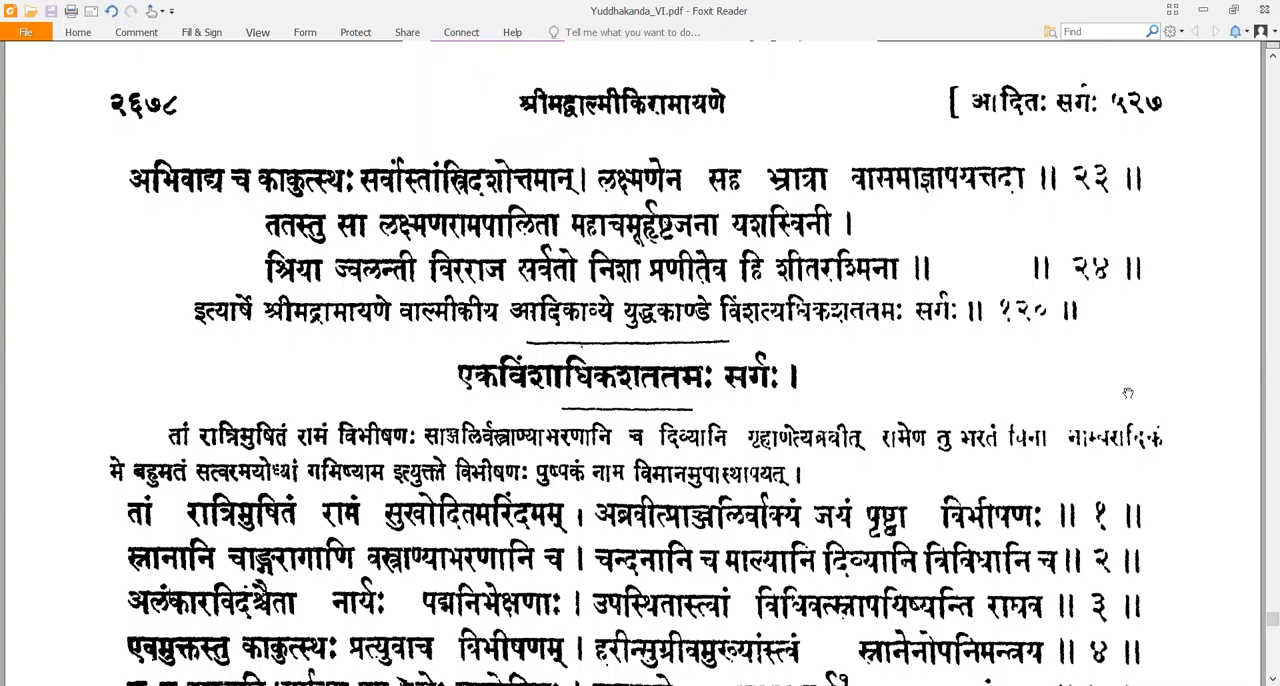 Yuddhakanda_VI.pdf - Foxit Reader
File Home Comment Fill & Sign View Form Protect Share Connect Help Tell me what you want to do... Find
२६७८ श्रीमद्वाल्मीकिरामायणे [ आदितः सर्गः ५२७
अभिवाद्य च काकुत्स्थः सर्वांस्तांस्त्रिदशोत्तमान् । लक्ष्मणेन सह भ्रात्रा वासमाज्ञापयत्तदा ॥ २३ ॥
ततस्तु सा लक्ष्मणरामपालिता महाचमूर्हृष्टजना यशस्विनी ।
श्रिया ज्वलन्ती विरराज सर्वतो निशा प्रणीतेव हि शीतरश्मिना ॥ ॥ २४ ॥
इत्यार्षे श्रीमद्रामायणे वाल्मीकीय आदिकाव्ये युद्धकाण्डे विंशत्यधिकशततमः सर्गः ॥ १२० ॥
एकविंशाधिकशततमः सर्गः ।
तां रात्रिमुषितं रामं विभीषणः साञ्जलिर्वस्त्राण्याभरणानि च दिव्यानि गृहाणेत्यब्रवीत् रामेण तु भरतं विना नाम्बरादिकं
मे बहुमतं सत्वरमयोध्यां गमिष्याम इत्युक्ते विभीषणः पुष्पकं नाम विमानमुपास्थापयत् ।
तां रात्रिमुषितं रामं सुखोदितमरिंदमम् । अब्रवीत्प्राञ्जलिर्वाक्यं जयं पृष्ट्वा विभीषणः ॥ १ ॥
स्नानानि चाङ्गरागाणि वस्त्राण्याभरणानि च । चन्दनानि च माल्यानि दिव्यानि विविधानि च ॥ २ ॥
अलंकारविदश्चैता नार्यः पद्मनिभेक्षणाः । उपस्थितास्त्वां विधिवत्स्नापयिष्यन्ति राघव ॥ ३ ॥
एवमुक्तस्तु काकुत्स्थः प्रत्युवाच विभीषणम् । हरीन्सुग्रीवमुख्यांस्त्वं स्नानेनोपनिमन्त्रय ॥ ४ ॥